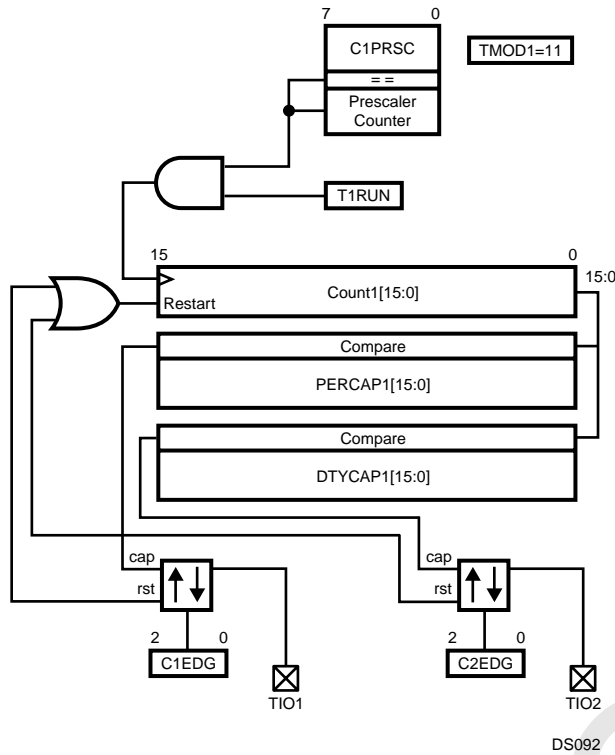 7 0
C1PRSC
TMOD1=11
= =
Prescaler
Counter
T1RUN
15 0
15:0
Count1[15:0]
Restart
Compare
PERCAP1[15:0]
Compare
DTYCAP1[15:0]
cap cap
rst rst
2 0 2 0
C1EDG C2EDG
TIO1 TIO2
DS092